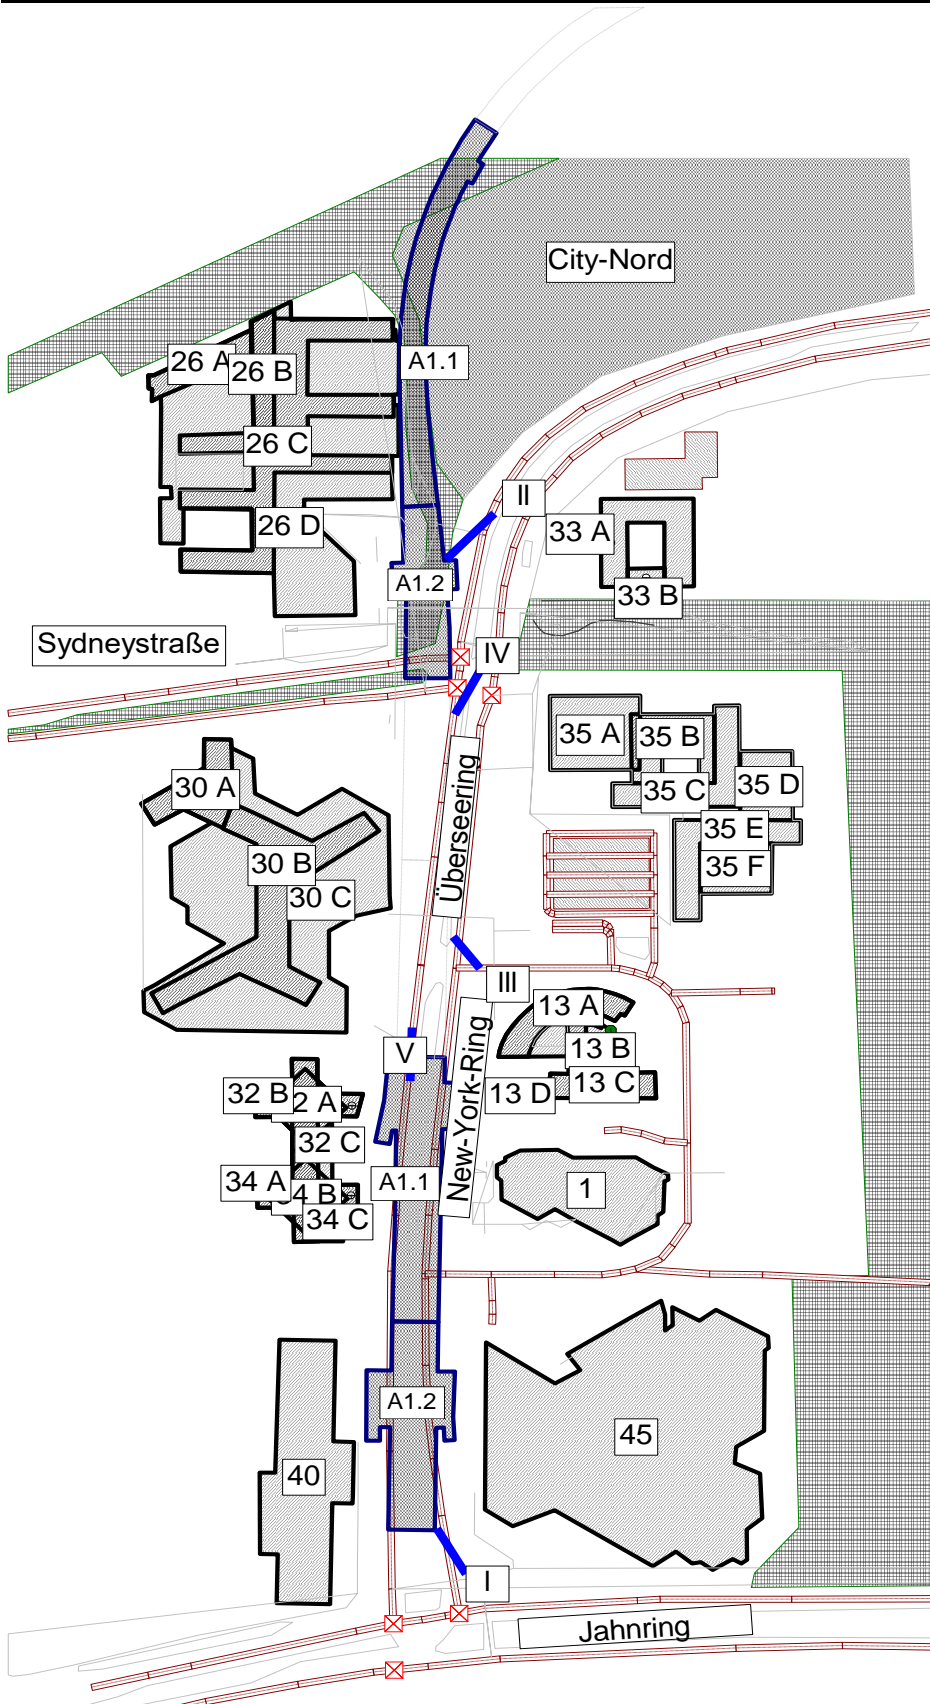 City-Nord
26 A
26 B
A1.1
26 C
II
26 D
33 A
A1.2
33 B
Sydneystraße
IV
35 A
35 B
30 A
35 C
35 D
Überseering
35 E
30 B
35 F
30 C
III
13 A
V
13 B
New-York-Ring
32 B
2 A
13 D
13 C
32 C
34 A
A1.1
34 B
1
34 C
A1.2
45
40
I
Jahnring